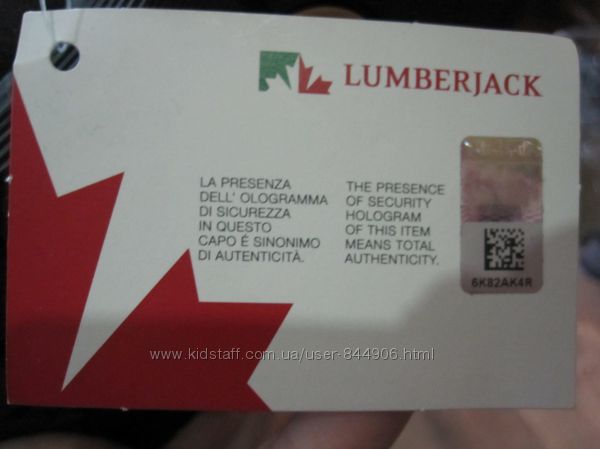 LUMBERJACK
LA PRESENZA
DELL' OLOGRAMMA
DI SICUREZZA
IN QUESTO
CAPO É SINONIMO
DI AUTENTICITÀ.
THE PRESENCE
OF SECURITY
HOLOGRAM
OF THIS ITEM
MEANS TOTAL
AUTHENTICITY.
6K82AK4R
www.kidstaff.com.ua/user-844906.html